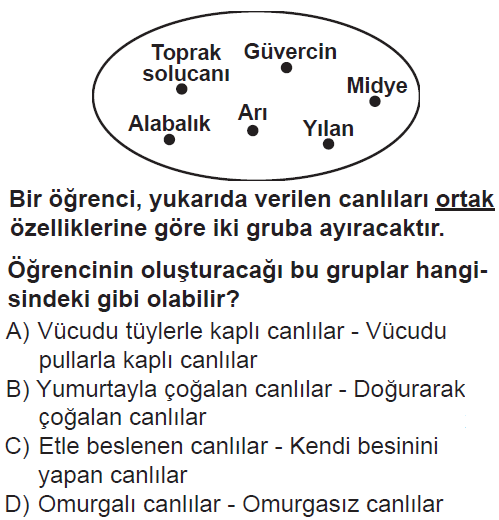 Toprak
solucanı
Güvercin
Midye
Alabalık
Arı
Yılan
Bir öğrenci, yukarıda verilen canlıları ortak
özelliklerine göre iki gruba ayıracaktır.
Öğrencinin oluşturacağı bu gruplar hangi-
sindeki gibi olabilir?
A) Vücudu tüylerle kaplı canlılar - Vücudu
pullarla kaplı canlılar
B) Yumurtayla çoğalan canlılar - Doğurarak
çoğalan canlılar
C) Etle beslenen canlılar - Kendi besinini
yapan canlılar
D) Omurgalı canlılar - Omurgasız canlılar